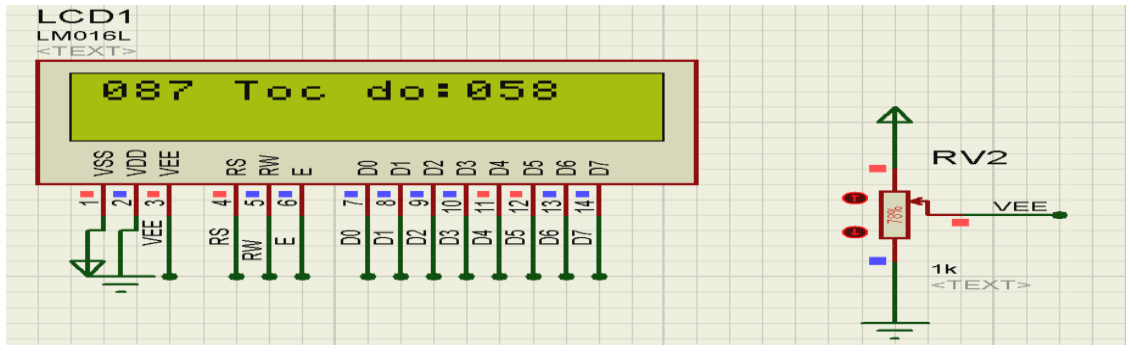 LCD1
LM016L
<TEXT>
087 Toc do:058
VSS VDD VEE RS RW E D0 D1 D2 D3 D4 D5 D6 D7
1 2 3 4 5 6 7 8 9 10 11 12 13 14
VEE RS RW E D0 D1 D2 D3 D4 D5 D6 D7
RV2
78%
VEE
1k
<TEXT>